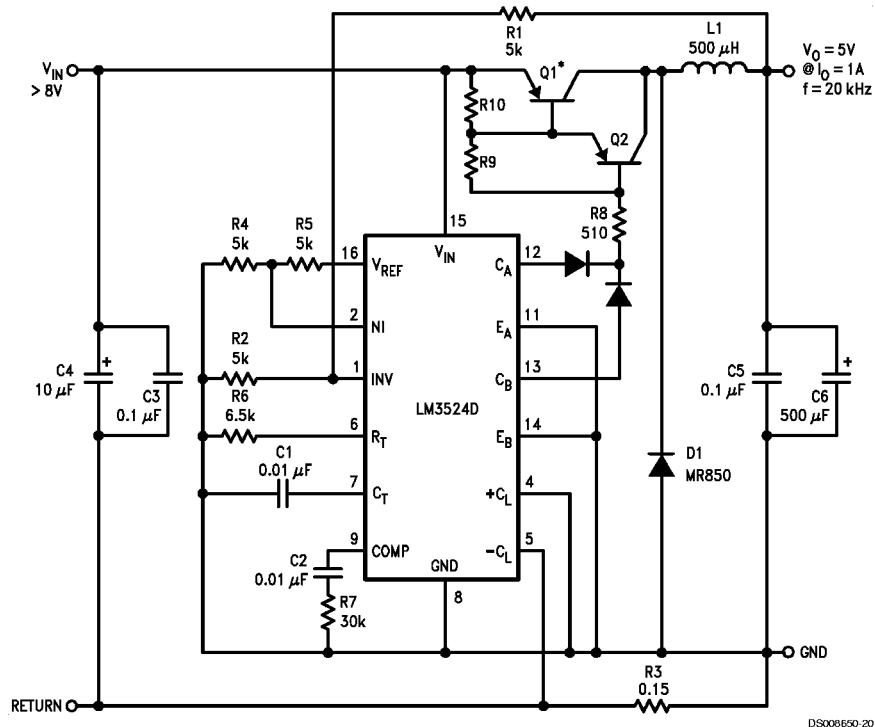 R1
5k
L1
500 μH
V_O = 5V
@ I_O = 1A
f = 20 kHz
V_IN
> 8V
Q1*
R10
Q2
R9
R8
510
15
R4
5k
R5
5k
16
V_REF
V_IN
C_A
12
2
NI
E_A
11
R2
5k
1
INV
C_B
13
C4
10 μF
+
C3
0.1 μF
R6
6.5k
LM3524D
C5
0.1 μF
+
C6
500 μF
6
R_T
E_B
14
D1
MR850
C1
0.01 μF
7
C_T
+C_L
4
9
COMP
-C_L
5
C2
0.01 μF
GND
8
R7
30k
GND
R3
0.15
RETURN
DS008650-20